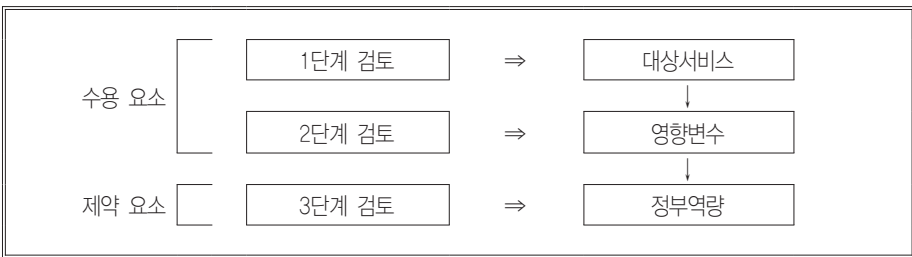 1단계 검토 ⇒ 대상서비스
수용 요소
↓
2단계 검토 ⇒ 영향변수
↓
제약 요소 3단계 검토 ⇒ 정부역량